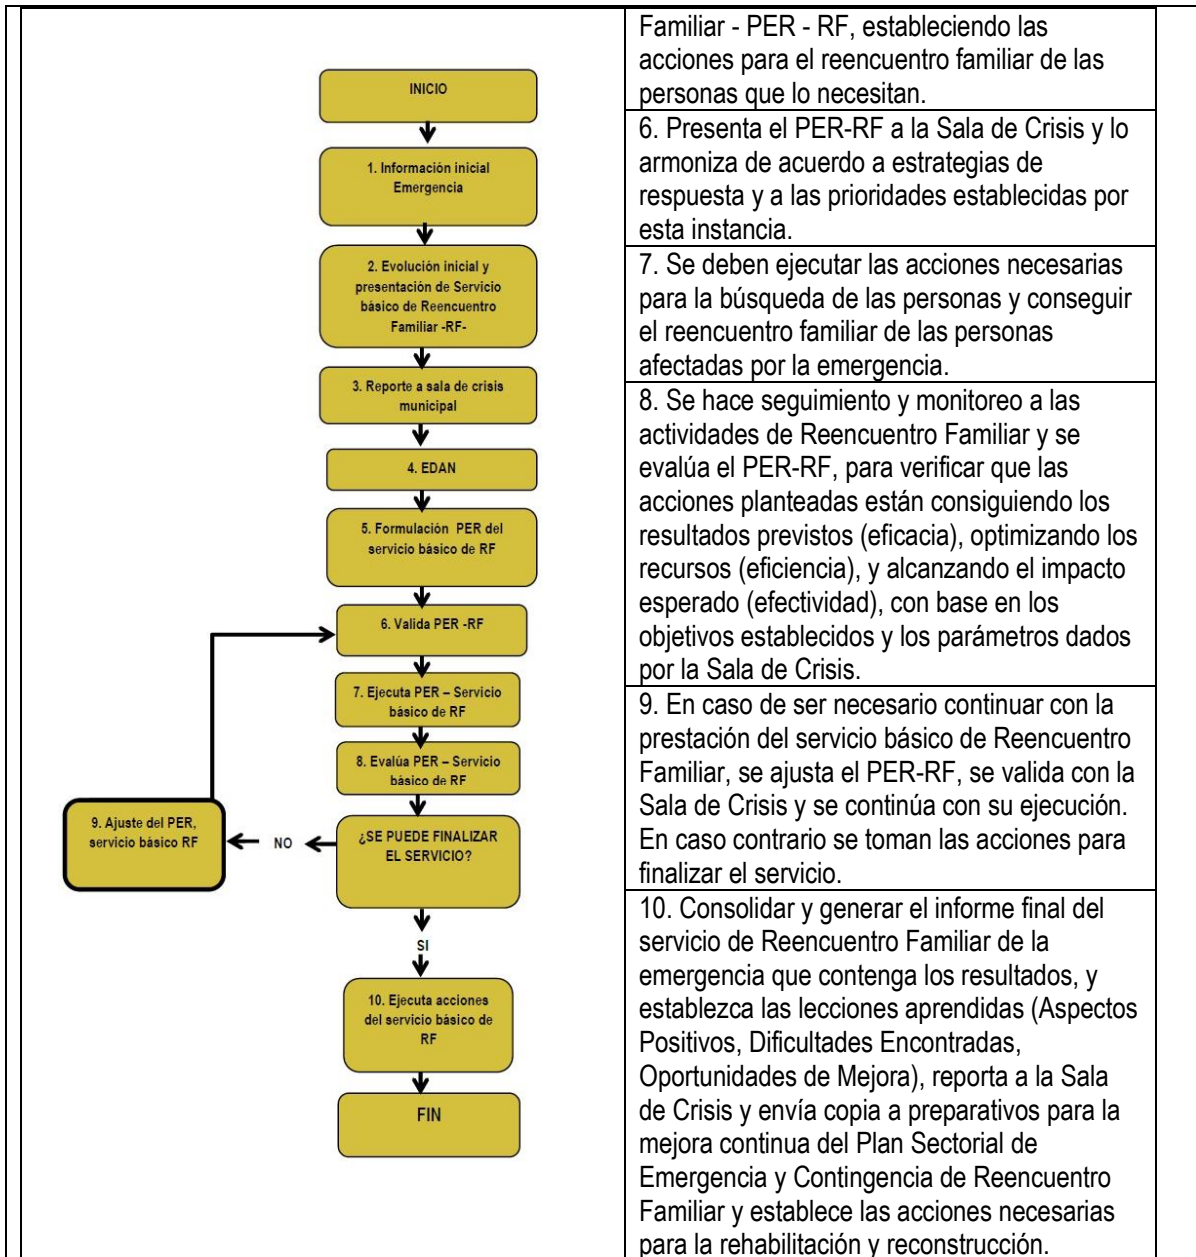 INICIO
1. Información inicial
Emergencia
2. Evolución inicial y
presentación de Servicio
básico de Reencuentro
Familiar -RF-
3. Reporte a sala de crisis
municipal
4. EDAN
5. Formulación PER del
servicio básico de RF
6. Valida PER -RF
7. Ejecuta PER – Servicio
básico de RF
8. Evalúa PER – Servicio
básico de RF
¿SE PUEDE FINALIZAR
EL SERVICIO?
NO
9. Ajuste del PER,
servicio básico RF
SI
10. Ejecuta acciones
del servicio básico de
RF
FIN
Familiar - PER - RF, estableciendo las
acciones para el reencuentro familiar de las
personas que lo necesitan.
6. Presenta el PER-RF a la Sala de Crisis y lo
armoniza de acuerdo a estrategias de
respuesta y a las prioridades establecidas por
esta instancia.
7. Se deben ejecutar las acciones necesarias
para la búsqueda de las personas y conseguir
el reencuentro familiar de las personas
afectadas por la emergencia.
8. Se hace seguimiento y monitoreo a las
actividades de Reencuentro Familiar y se
evalúa el PER-RF, para verificar que las
acciones planteadas están consiguiendo los
resultados previstos (eficacia), optimizando los
recursos (eficiencia), y alcanzando el impacto
esperado (efectividad), con base en los
objetivos establecidos y los parámetros dados
por la Sala de Crisis.
9. En caso de ser necesario continuar con la
prestación del servicio básico de Reencuentro
Familiar, se ajusta el PER-RF, se valida con la
Sala de Crisis y se continúa con su ejecución.
En caso contrario se toman las acciones para
finalizar el servicio.
10. Consolidar y generar el informe final del
servicio de Reencuentro Familiar de la
emergencia que contenga los resultados, y
establezca las lecciones aprendidas (Aspectos
Positivos, Dificultades Encontradas,
Oportunidades de Mejora), reporta a la Sala
de Crisis y envía copia a preparativos para la
mejora continua del Plan Sectorial de
Emergencia y Contingencia de Reencuentro
Familiar y establece las acciones necesarias
para la rehabilitación y reconstrucción.